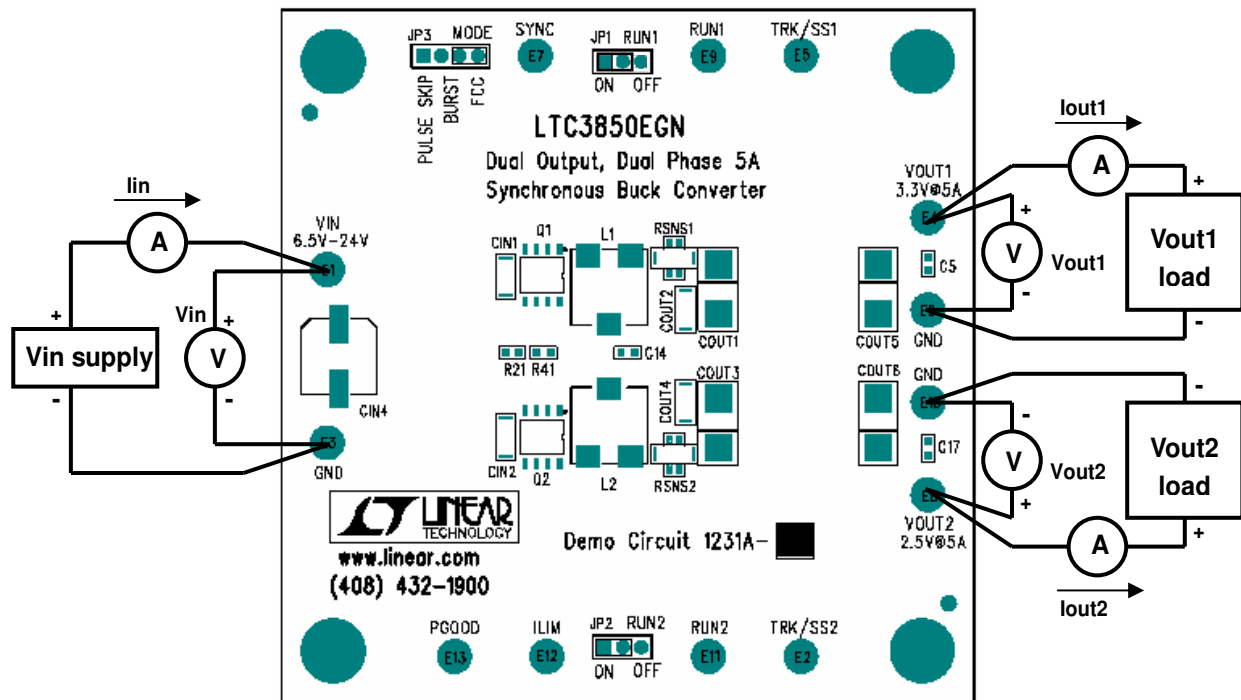 JP3 MODE
PULSE SKIP
BURST
FCC
SYNC
E7
JP1 RUN1
ON OFF
RUN1
E9
TRK/SS1
E5
LTC3850EGN
Dual Output, Dual Phase 5A
Synchronous Buck Converter
Iin
A
VIN
6.5V-24V
E1
Vin supply
+
-
Vin
+
V
-
CIN4
E3
GND
CIN1
Q1
L1
RSNS1
COUT2
COUT1
R21 R41
C14
COUT3
COUT4
CIN2
Q2
L2
RSNS2
Iout1
A
VOUT1
3.3V@5A
+
V
Vout1
-
+
Vout1
load
-
C5
COUT5
GND
COUT6
GND
-
V
Vout2
+
-
Vout2
load
+
C17
VOUT2
2.5V@5A
A
Iout2
LINEAR
TECHNOLOGY
www.linear.com
(408) 432-1900
Demo Circuit 1231A-
PGOOD
E13
ILIM
E12
JP2 RUN2
ON OFF
RUN2
E11
TRK/SS2
E2